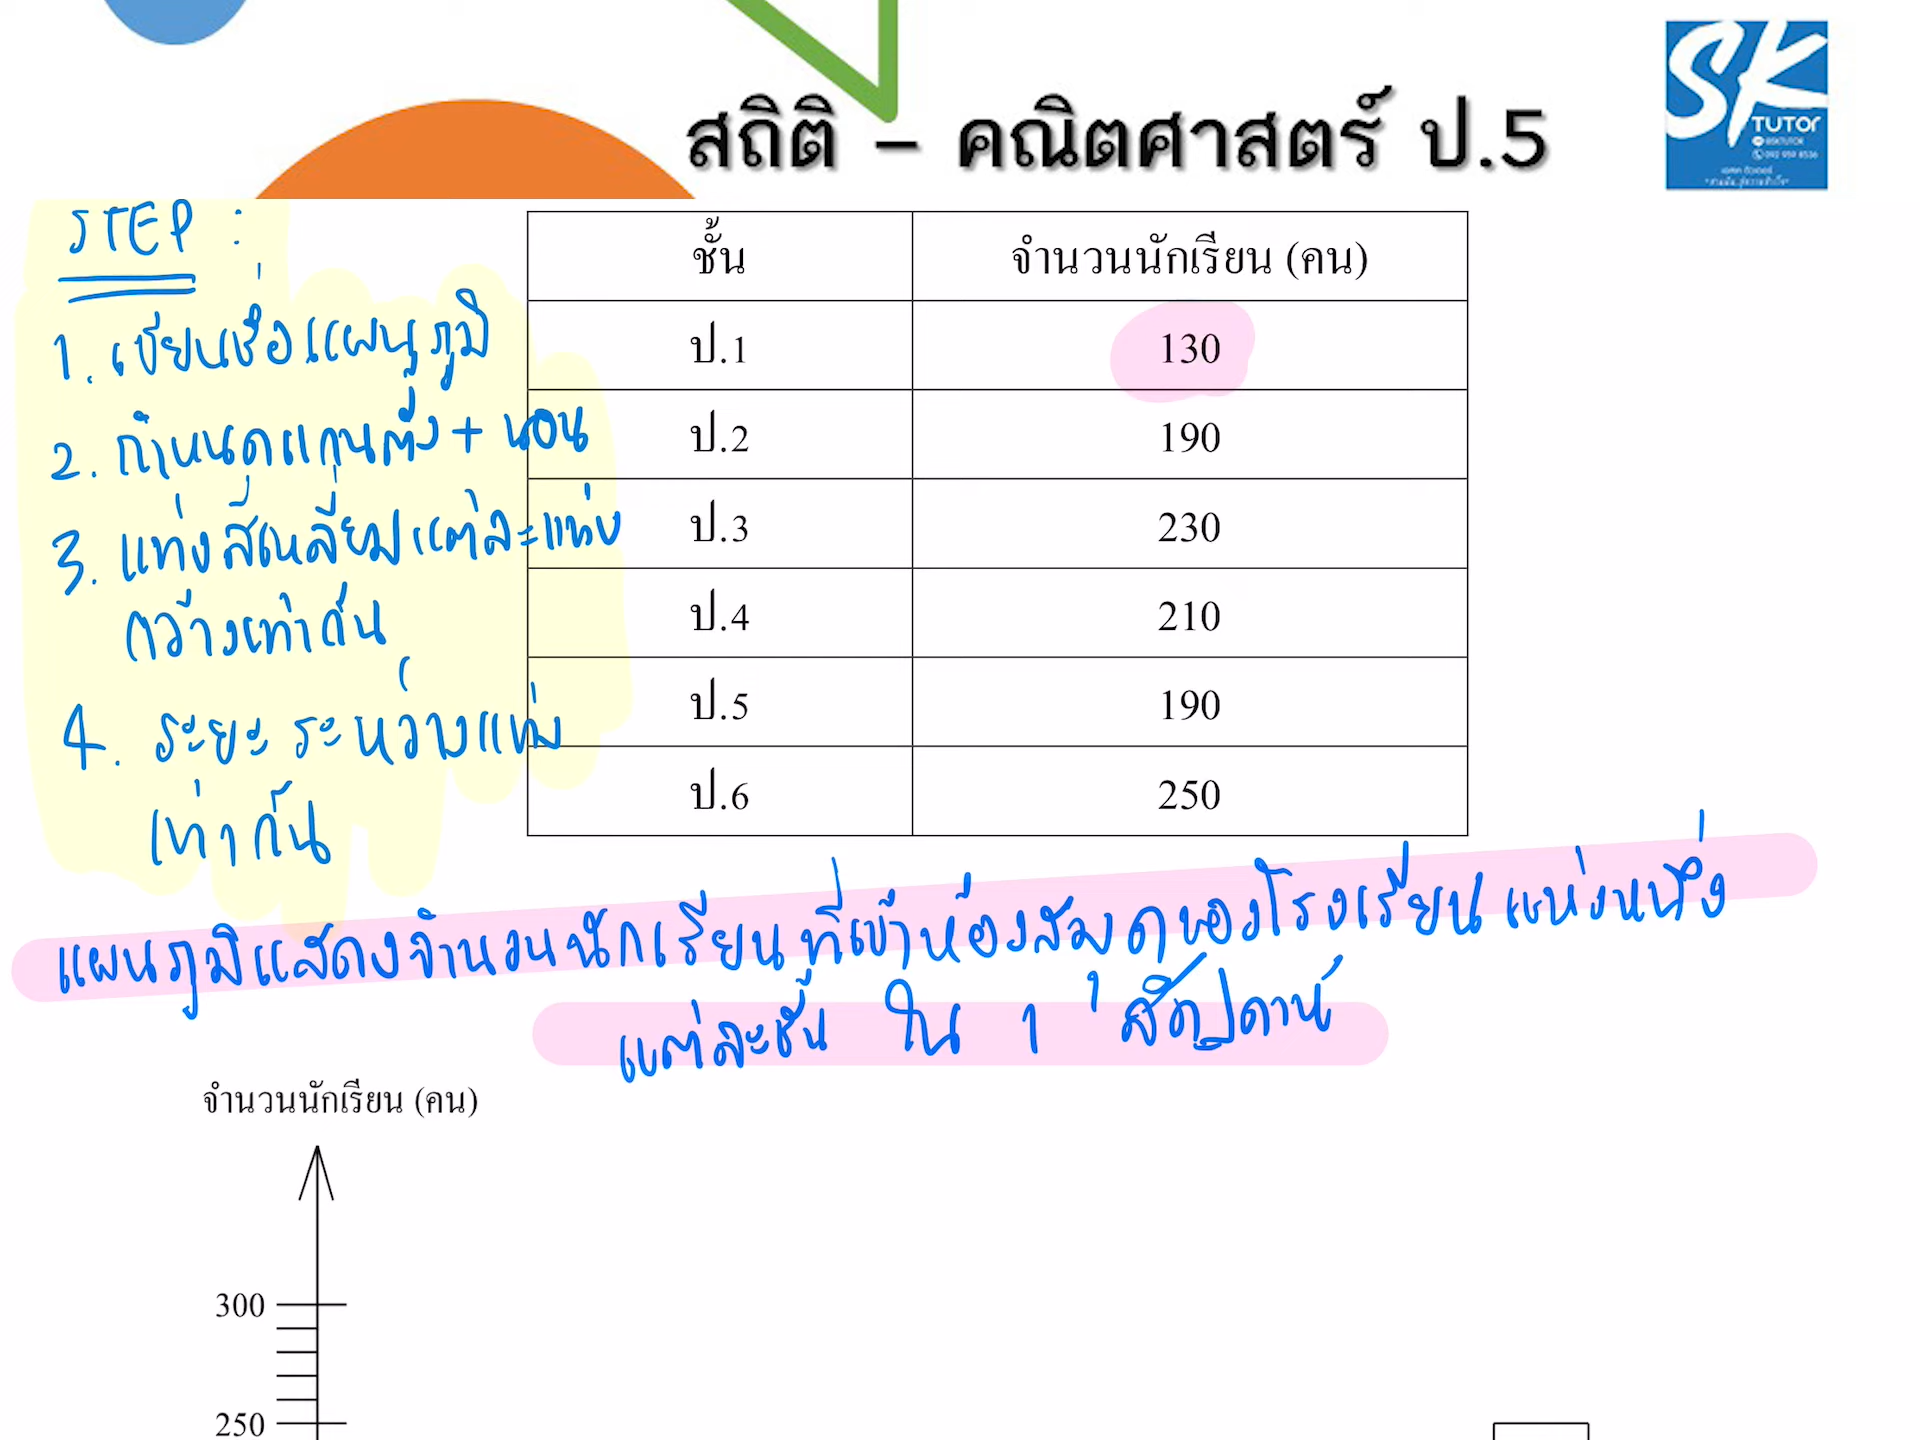 สถิติ – คณิตศาสตร์ ป.5
SK
TUTOR
STEP :
1. เขียนชื่อแผนภูมิ
2. กำหนดแกนตั้ง + นอน
3. แท่งสี่เหลี่ยมแต่ละแท่ง
กว้างเท่ากัน
4. ระยะระหว่างแท่ง
เท่ากัน
ชั้น จำนวนนักเรียน (คน)
ป.1 130
ป.2 190
ป.3 230
ป.4 210
ป.5 190
ป.6 250
แผนภูมิแสดงจำนวนนักเรียนที่เข้าห้องสมุดของโรงเรียนแห่งหนึ่ง
แต่ละชั้น ใน 1 สัปดาห์
จำนวนนักเรียน (คน)
300
250